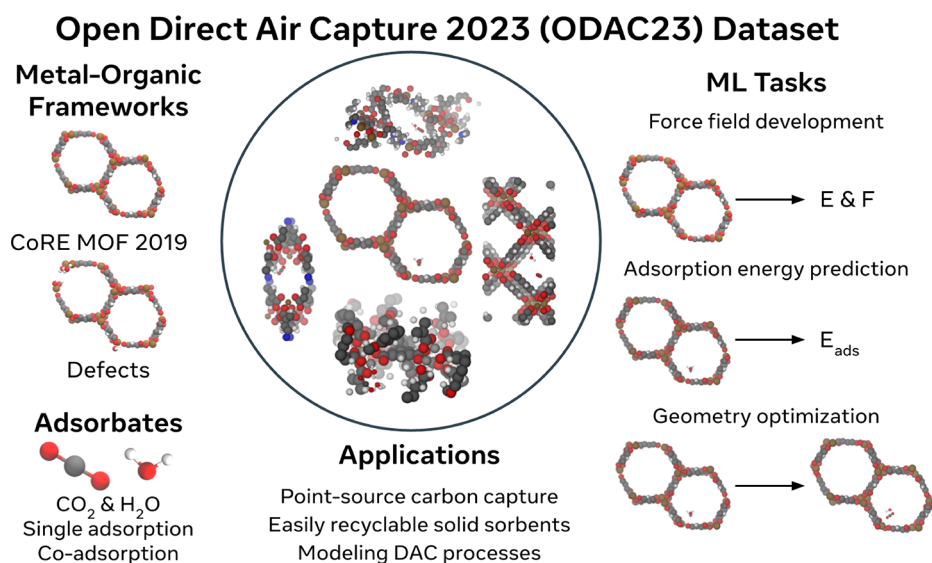 Open Direct Air Capture 2023 (ODAC23) Dataset
Metal-Organic
Frameworks
CoRE MOF 2019
Defects
Adsorbates
CO₂ & H₂O
Single adsorption
Co-adsorption
Applications
Point-source carbon capture
Easily recyclable solid sorbents
Modeling DAC processes
ML Tasks
Force field development
E & F
Adsorption energy prediction
E_ads
Geometry optimization